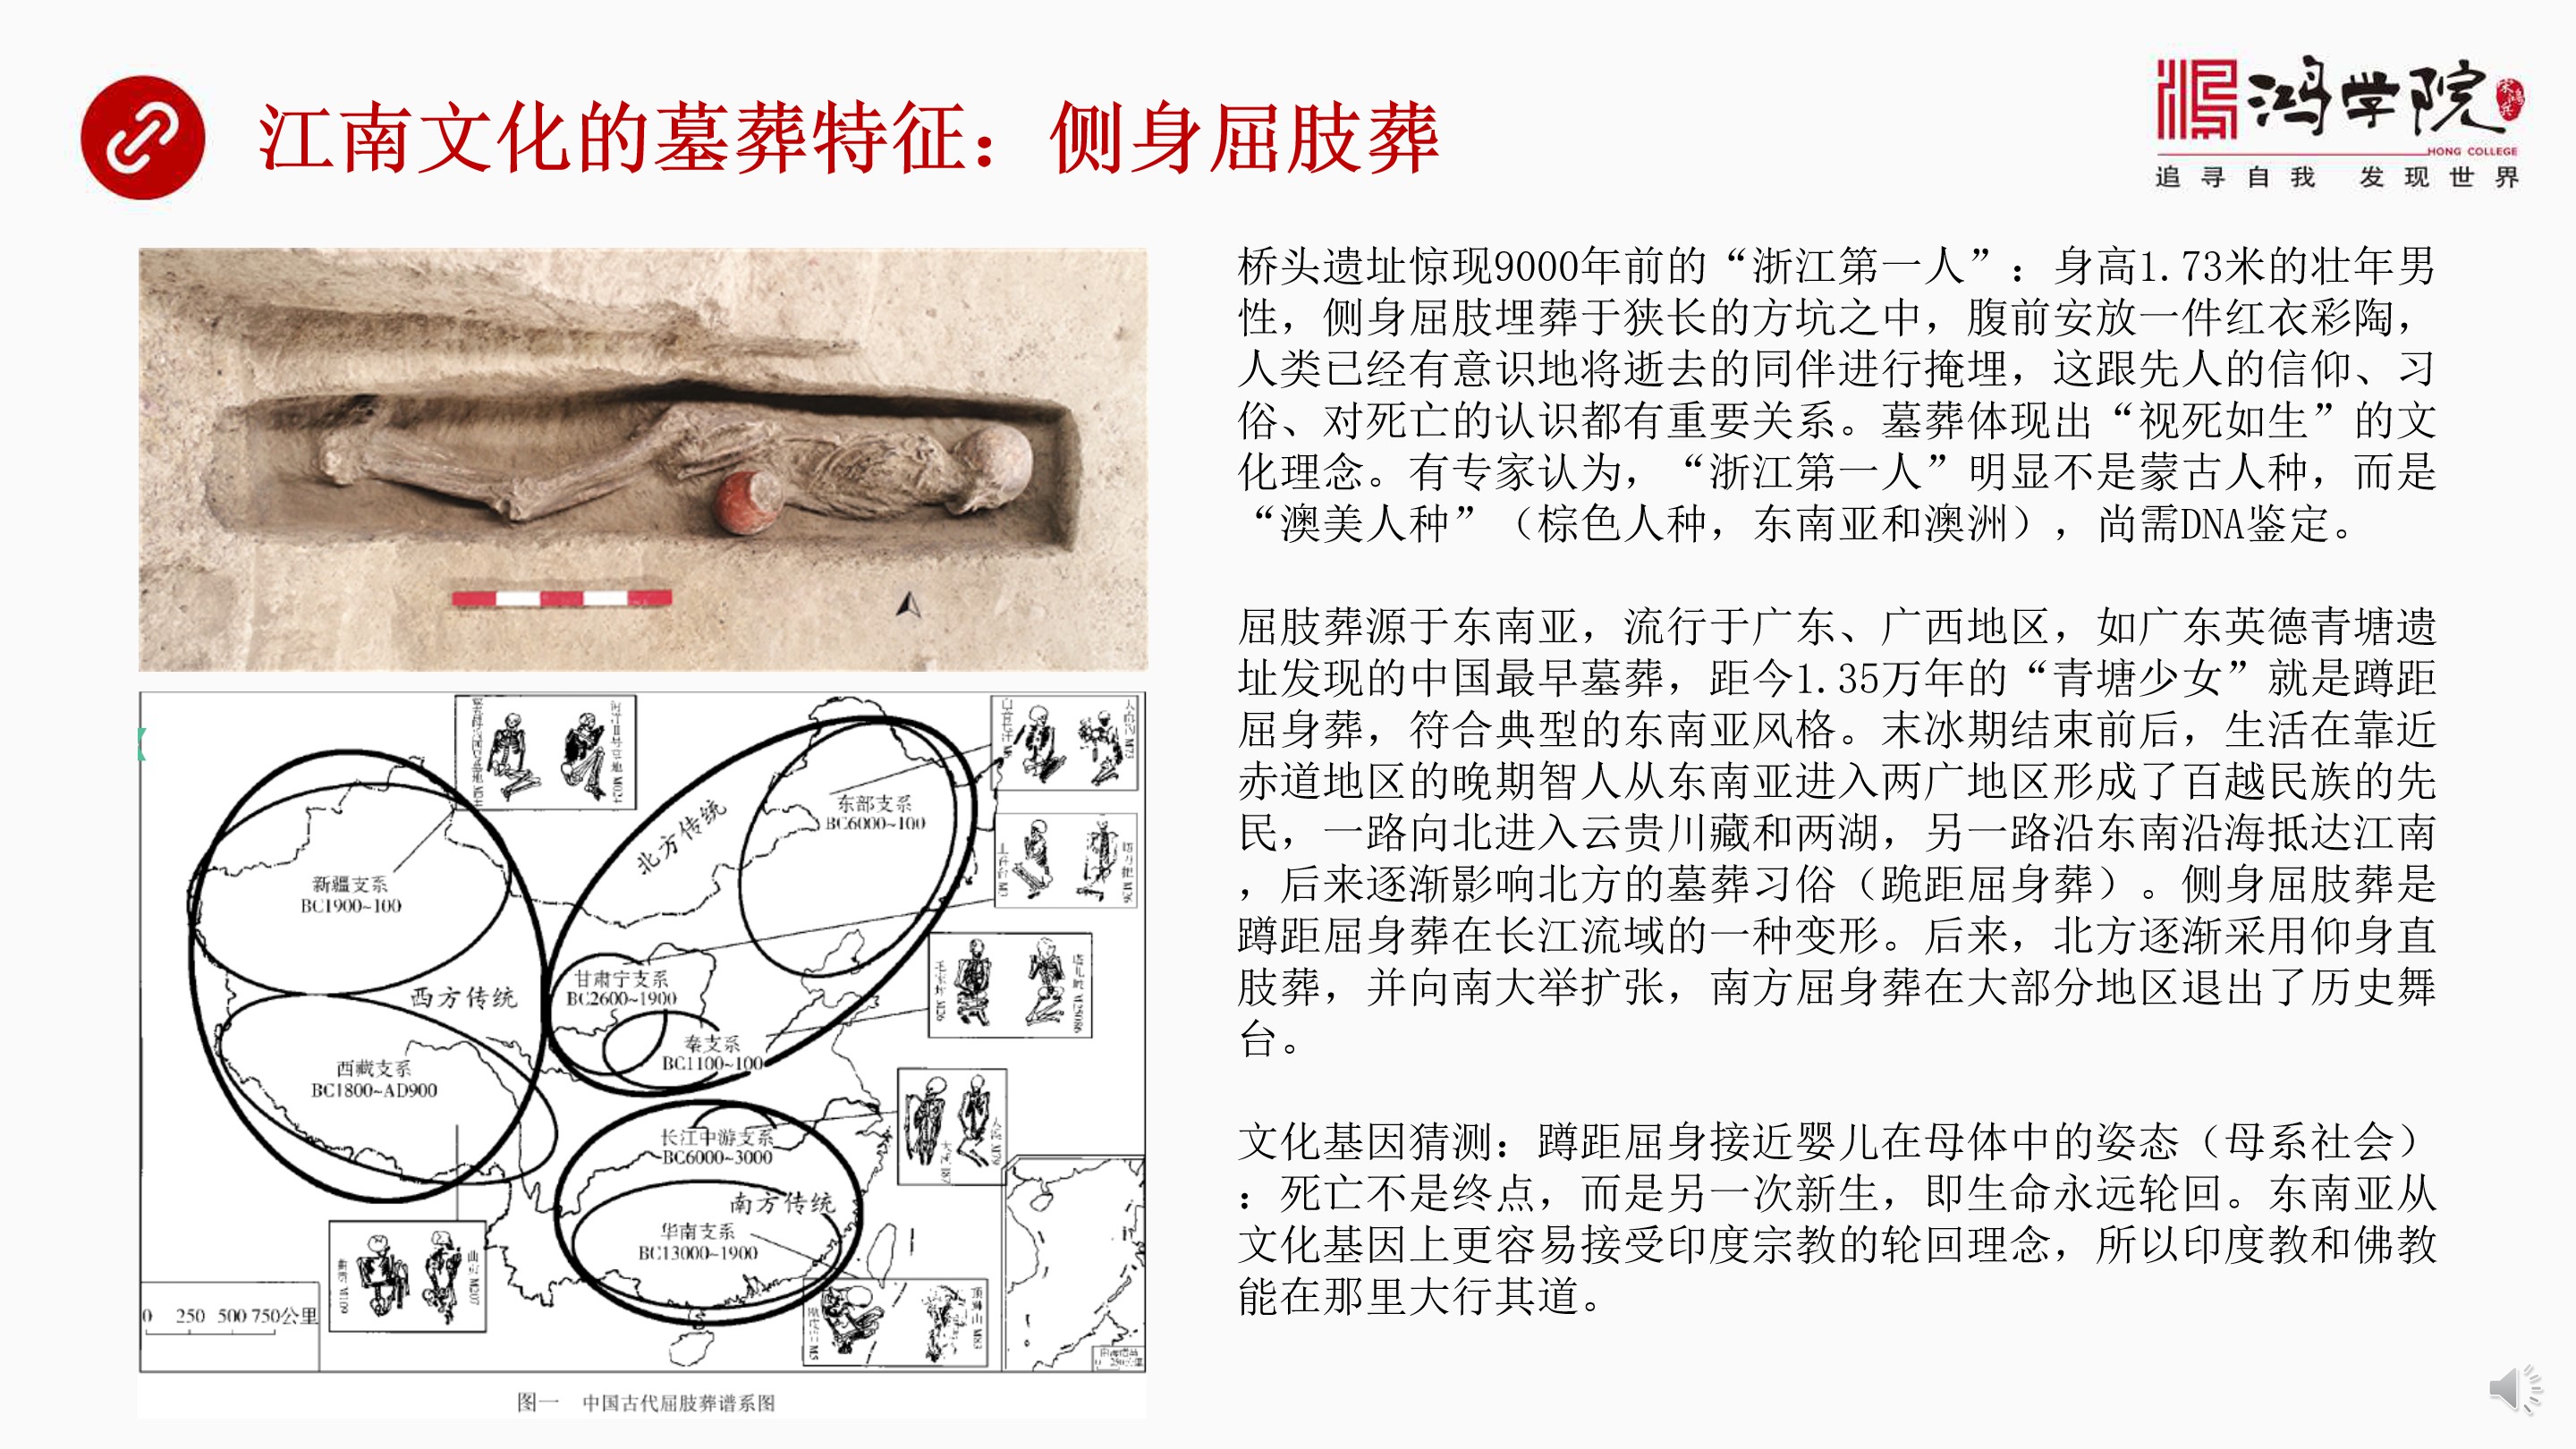 江南文化的墓葬特征：侧身屈肢葬
鸿学院
HONG COLLEGE
追寻自我 发现世界
桥头遗址惊现9000年前的“浙江第一人”：身高1.73米的壮年男
性，侧身屈肢埋葬于狭长的方坑之中，腹前安放一件红衣彩陶，
人类已经有意识地将逝去的同伴进行掩埋，这跟先人的信仰、习
俗、对死亡的认识都有重要关系。墓葬体现出“视死如生”的文
化理念。有专家认为，“浙江第一人”明显不是蒙古人种，而是
“澳美人种”（棕色人种，东南亚和澳洲），尚需DNA鉴定。
屈肢葬源于东南亚，流行于广东、广西地区，如广东英德青塘遗
址发现的中国最早墓葬，距今1.35万年的“青塘少女”就是蹲距
屈身葬，符合典型的东南亚风格。末冰期结束前后，生活在靠近
赤道地区的晚期智人从东南亚进入两广地区形成了百越民族的先
民，一路向北进入云贵川藏和两湖，另一路沿东南沿海抵达江南
，后来逐渐影响北方的墓葬习俗（跪距屈身葬）。侧身屈肢葬是
蹲距屈身葬在长江流域的一种变形。后来，北方逐渐采用仰身直
肢葬，并向南大举扩张，南方屈身葬在大部分地区退出了历史舞
台。
文化基因猜测：蹲距屈身接近婴儿在母体中的姿态（母系社会）
：死亡不是终点，而是另一次新生，即生命永远轮回。东南亚从
文化基因上更容易接受印度宗教的轮回理念，所以印度教和佛教
能在那里大行其道。
北方传统
东部支系
BC6000~100
新疆支系
BC1900~100
西方传统
甘肃宁支系
BC2600~1900
秦支系
BC1100~100
西藏支系
BC1800~AD900
长江中游支系
BC6000~3000
南方传统
华南支系
BC13000~1900
0 250 500 750公里
图一 中国古代屈肢葬谱系图